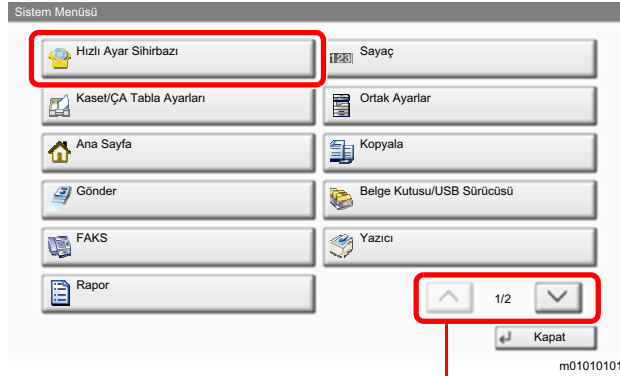 Sistem Menüsü
Hızlı Ayar Sihirbazı
123 Sayaç
Kaset/ÇA Tabla Ayarları
Ortak Ayarlar
Ana Sayfa
Kopyala
Gönder
Belge Kutusu/USB Sürücüsü
FAKS
Yazıcı
Rapor
1/2
Kapat
m01010101